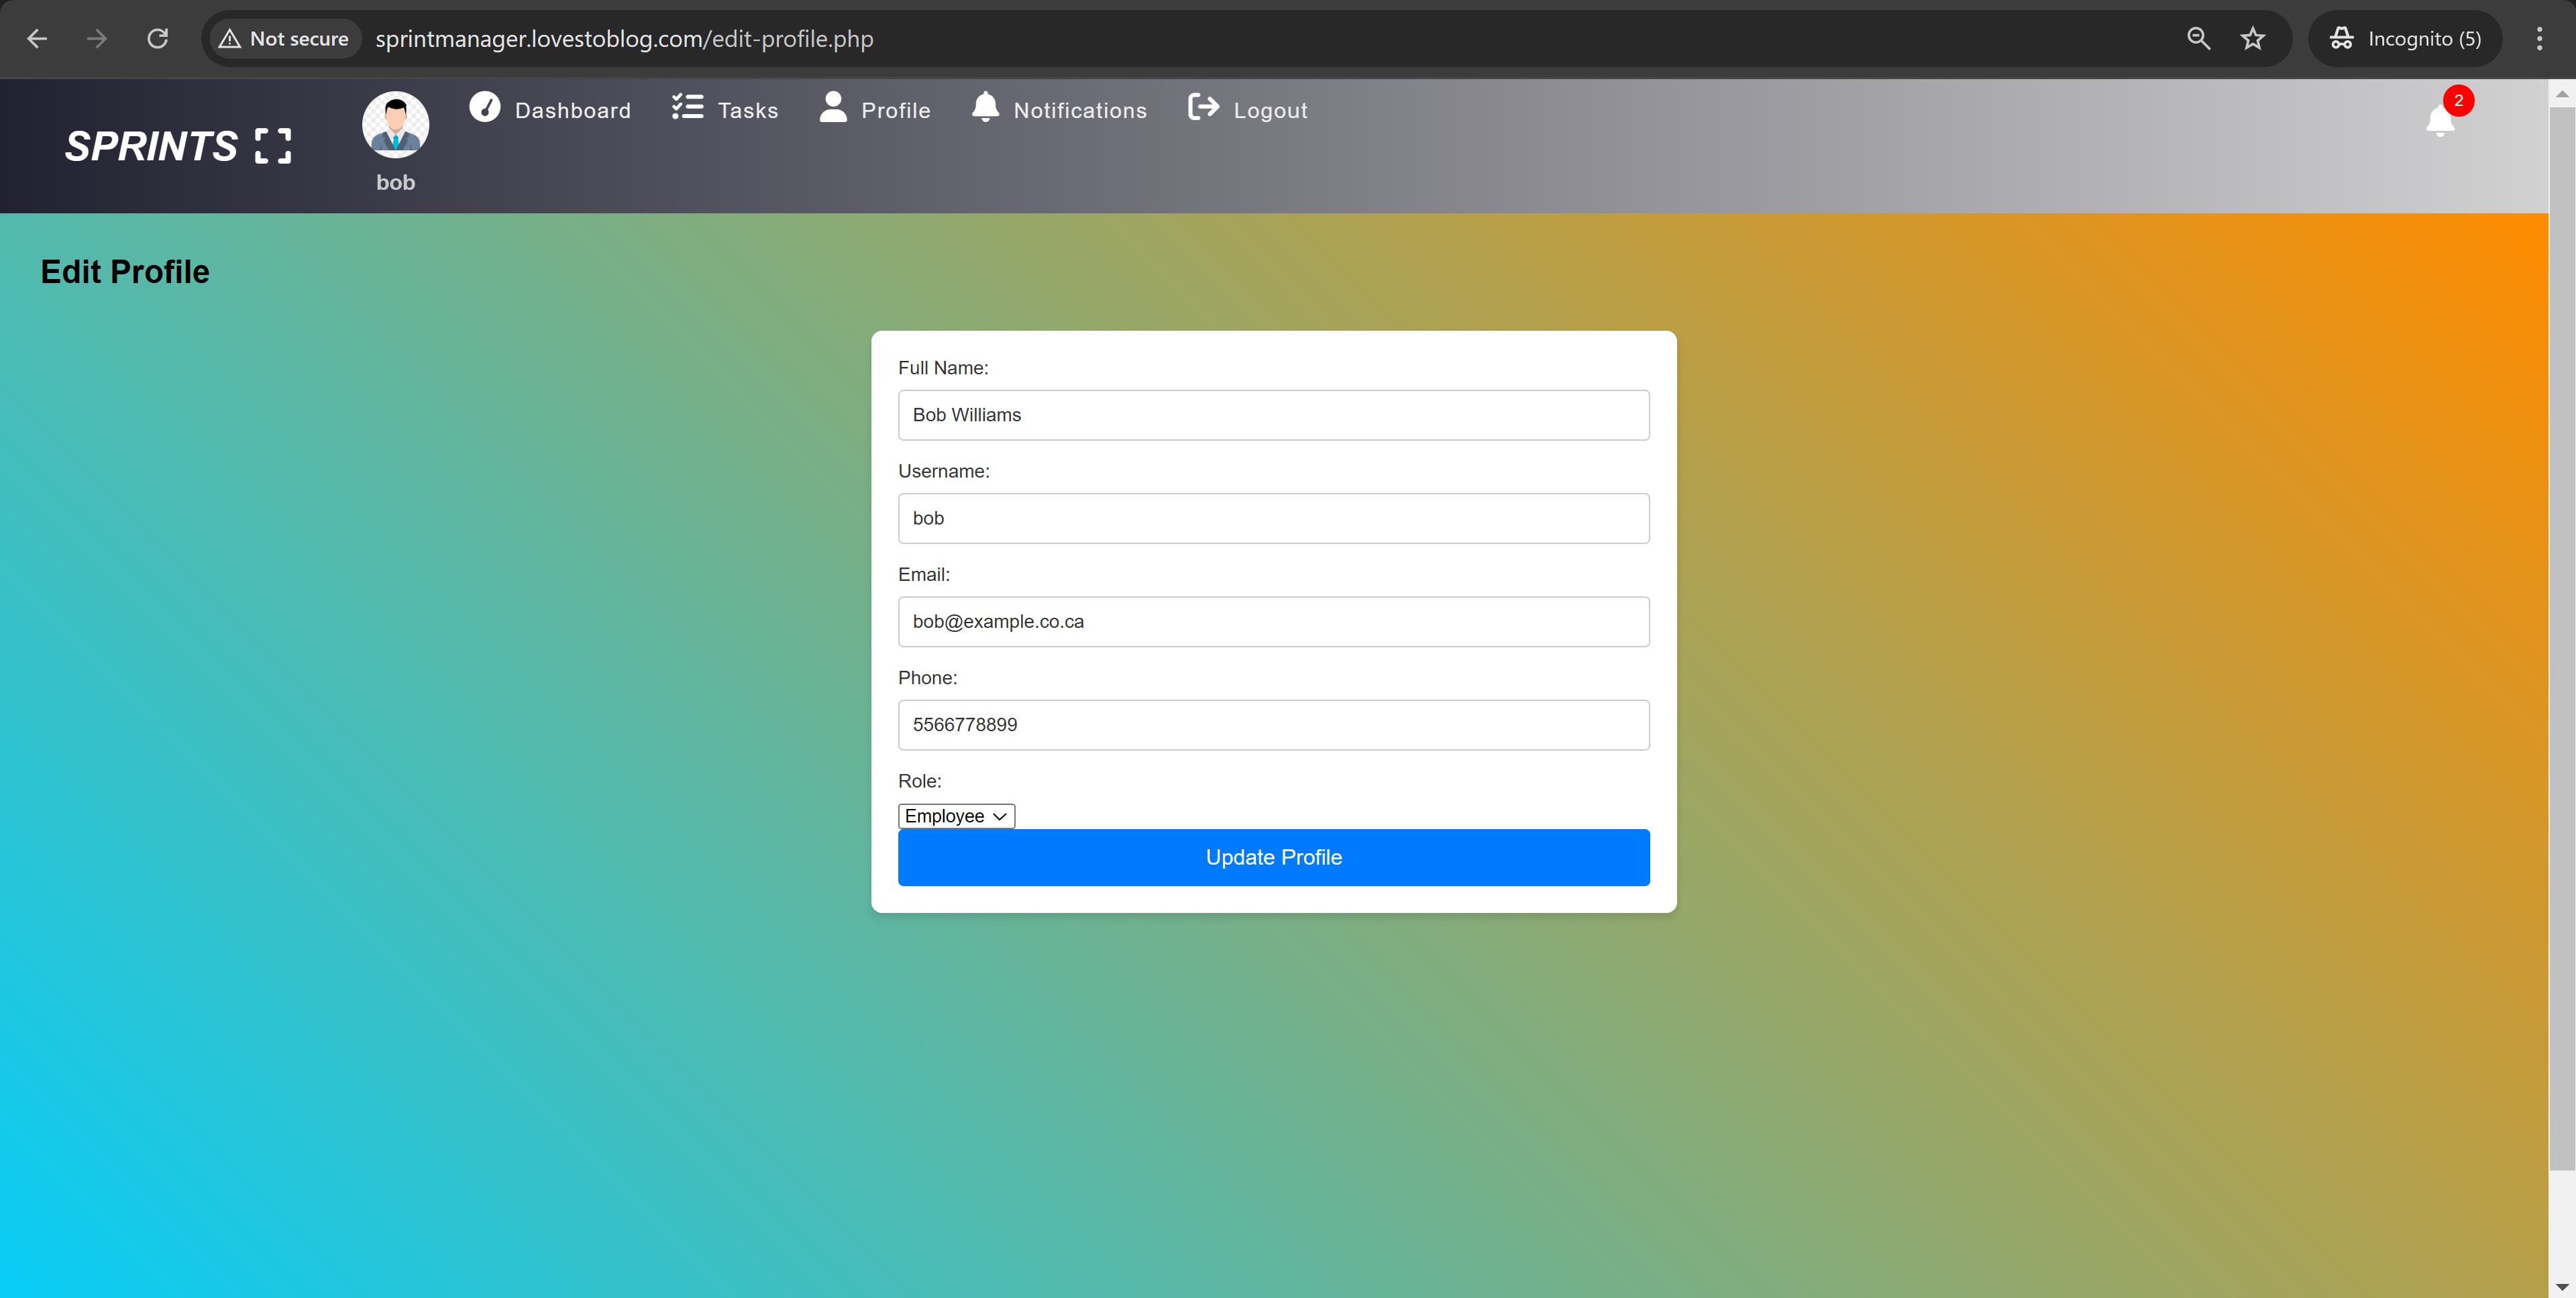 Not secure sprintmanager.lovestoblog.com/edit-profile.php Incognito (5)
SPRINTS
bob
Dashboard Tasks Profile Notifications Logout
2
Edit Profile
Full Name:
Bob Williams
Username:
bob
Email:
bob@example.co.ca
Phone:
5566778899
Role:
Employee
Update Profile